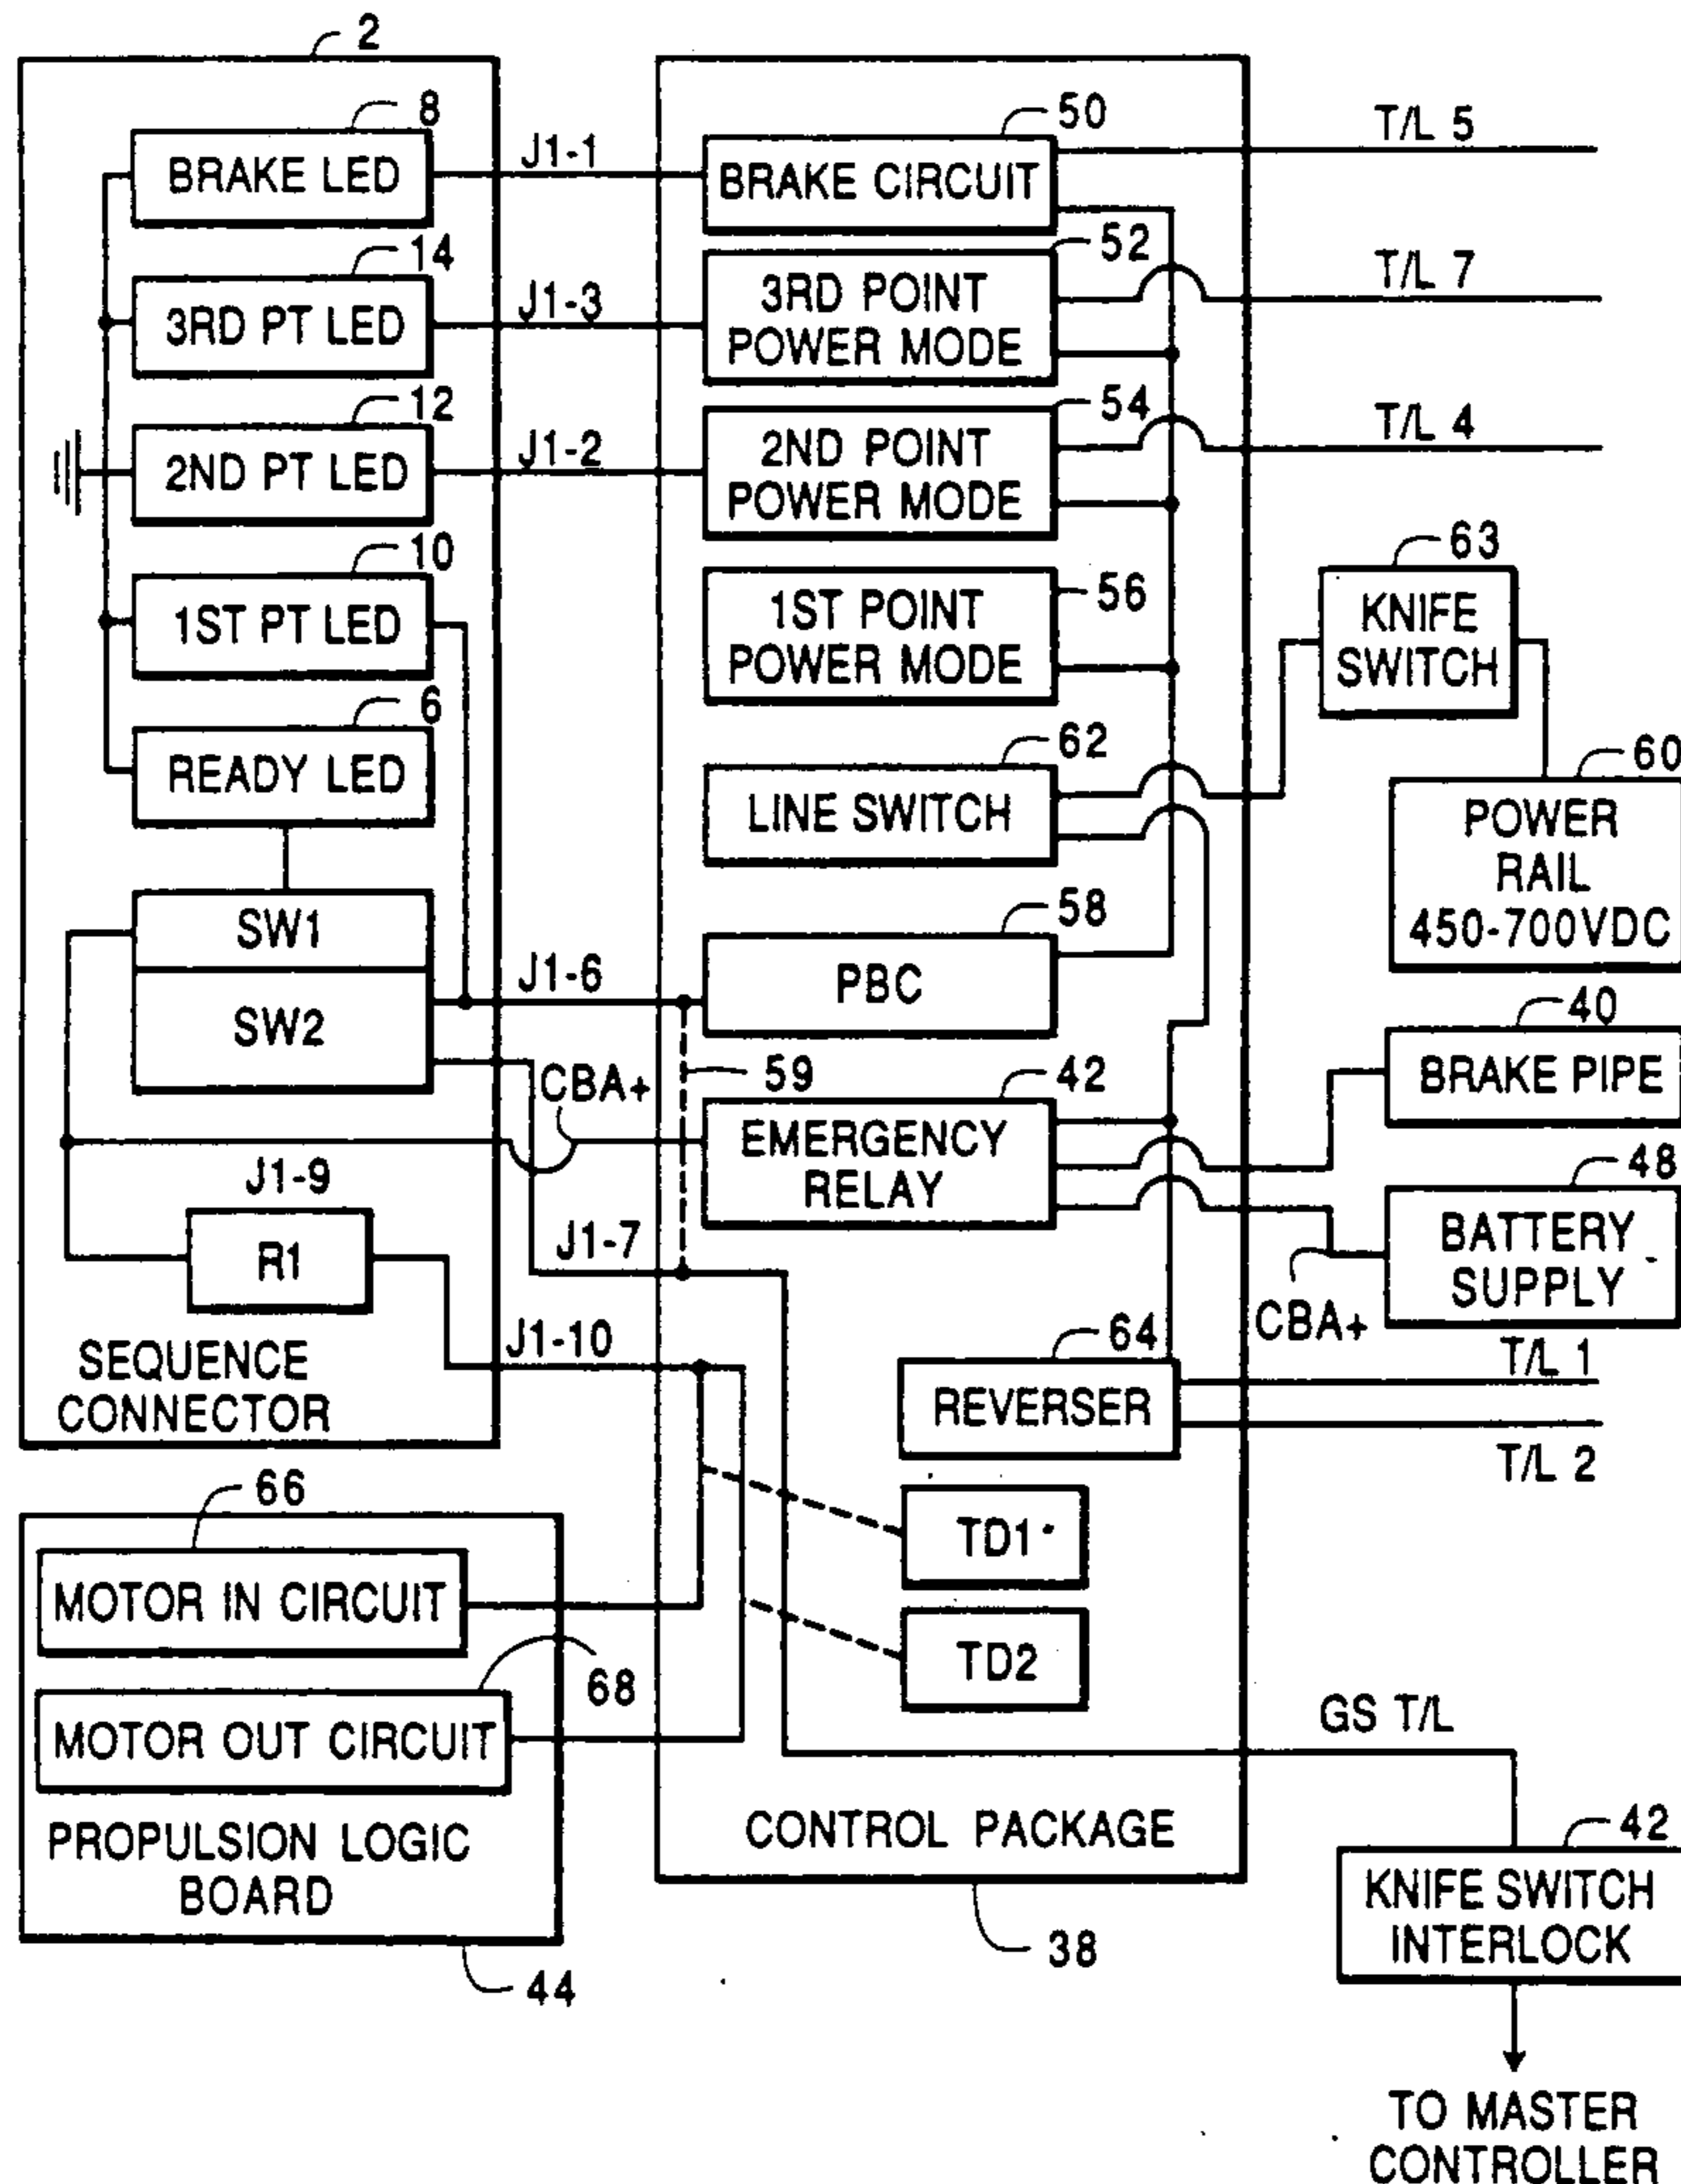 2
8
BRAKE LED
J1-1
50
BRAKE CIRCUIT
T/L 5
14
3RD PT LED
J1-3
52
3RD POINT
POWER MODE
T/L 7
12
2ND PT LED
J1-2
54
2ND POINT
POWER MODE
T/L 4
10
1ST PT LED
56
1ST POINT
POWER MODE
63
KNIFE
SWITCH
6
READY LED
62
LINE SWITCH
60
POWER
RAIL
450-700VDC
SW1
SW2
J1-6
58
PBC
40
BRAKE PIPE
CBA+
59
42
EMERGENCY
RELAY
48
BATTERY
SUPPLY
CBA+
J1-9
R1
J1-7
J1-10
SEQUENCE
CONNECTOR
64
REVERSER
T/L 1
T/L 2
66
MOTOR IN CIRCUIT
TD1
68
MOTOR OUT CIRCUIT
TD2
PROPULSION LOGIC
BOARD
44
CONTROL PACKAGE
38
GS T/L
42
KNIFE SWITCH
INTERLOCK
TO MASTER
CONTROLLER